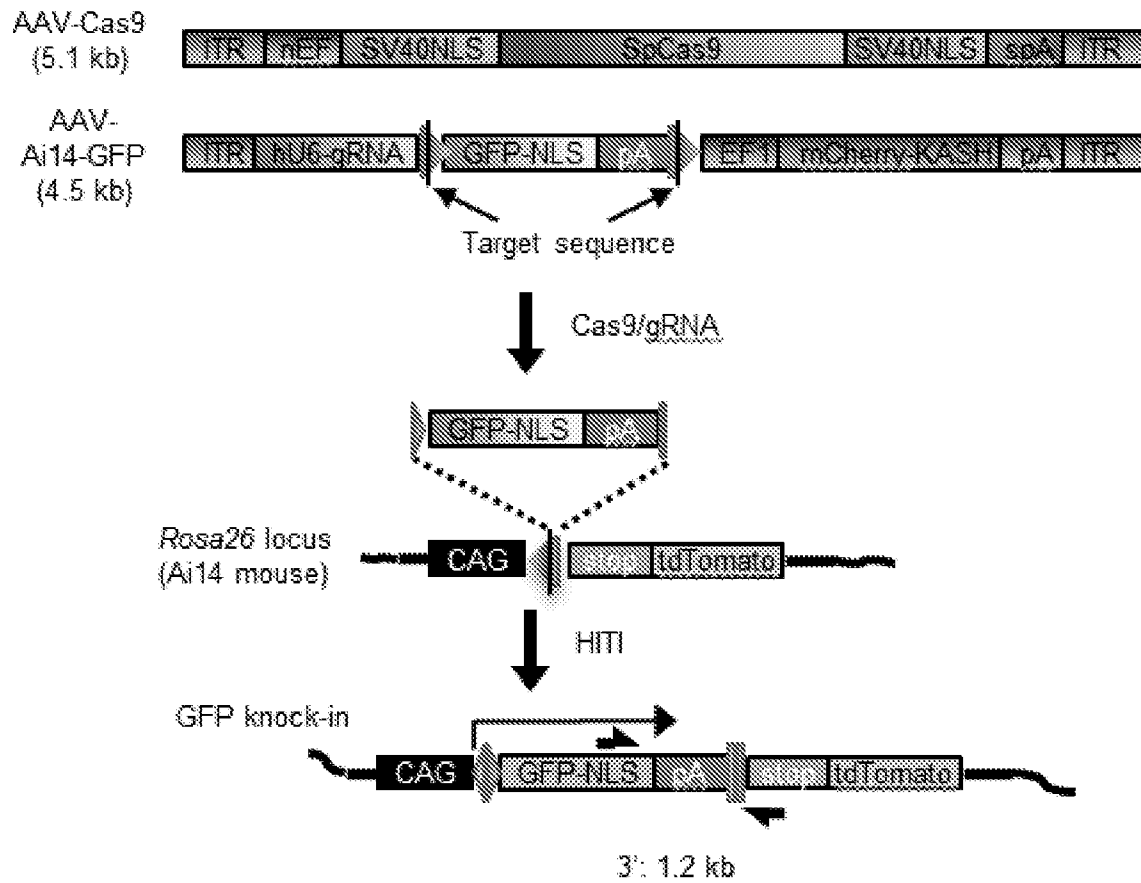 AAV-Cas9
(5.1 kb)
ITR nEF SV40NLS SpCas9 SV40NLS spA ITR
AAV-
Ai14-GFP
(4.5 kb)
ITR hU6-gRNA GFP-NLS pA EF1 mCherry-KASH pA ITR
Target sequence
Cas9/gRNA
GFP-NLS pA
Rosa26 locus
(Ai14 mouse)
CAG stop tdTomato
HITI
GFP knock-in
CAG GFP-NLS pA stop tdTomato
3': 1.2 kb